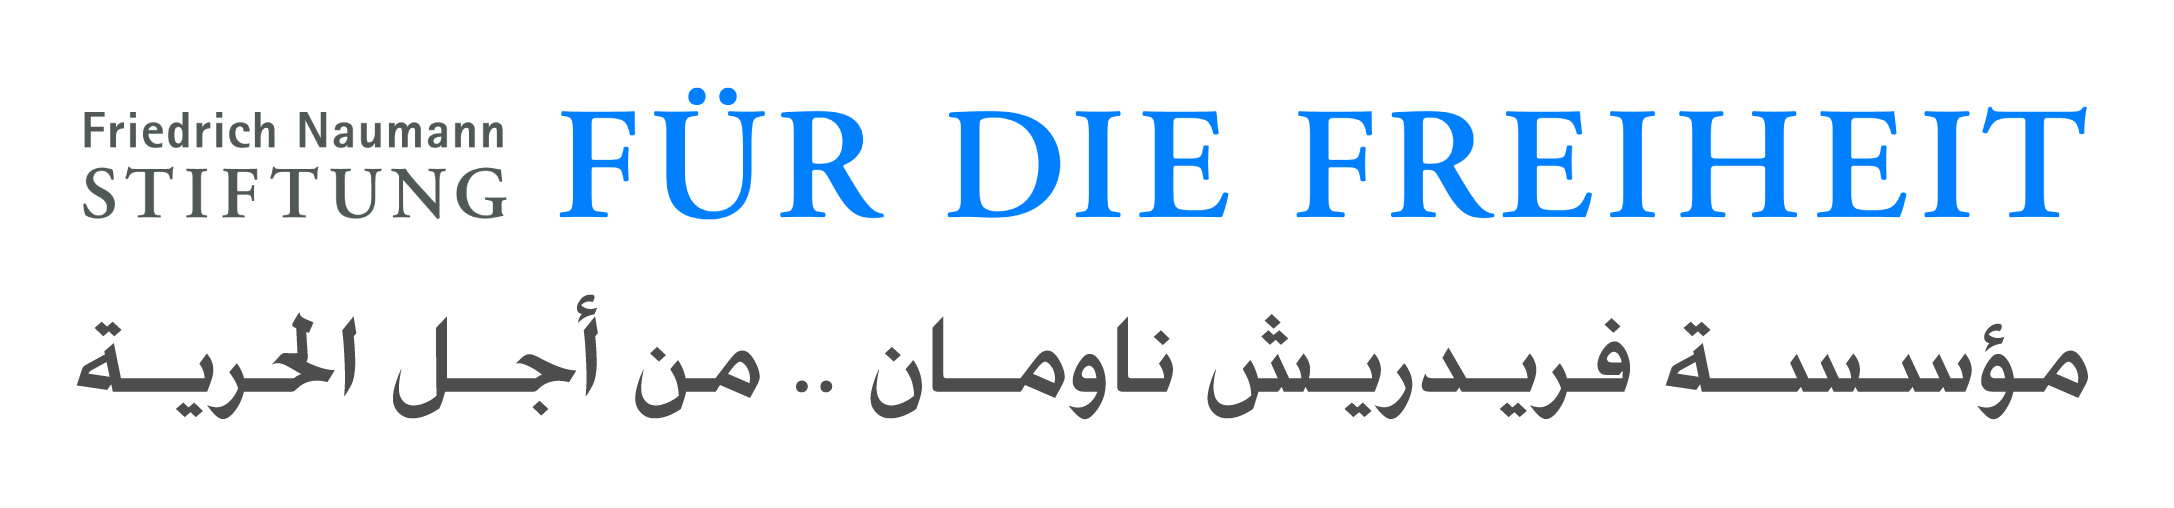 Friedrich Naumann
STIFTUNG
FÜR DIE FREIHEIT
مؤسسة فريدريش ناومان .. من أجل الحرية